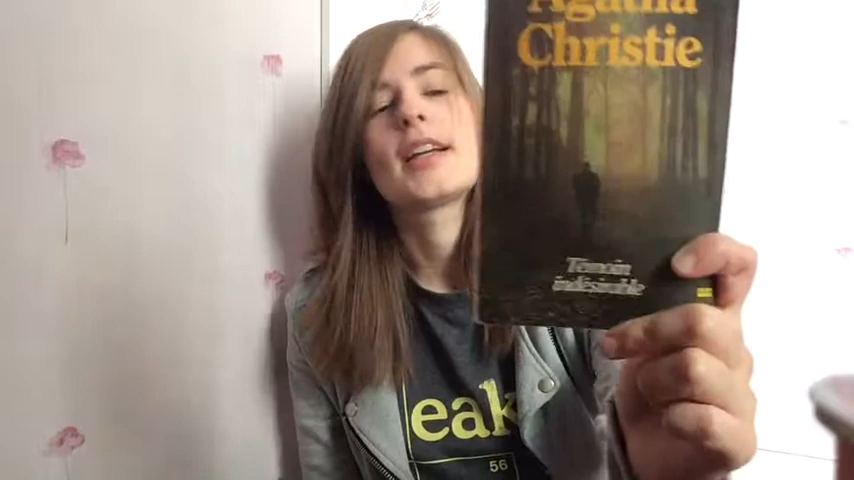 Agatha
Christie
Témoin
indésirable
eak
56